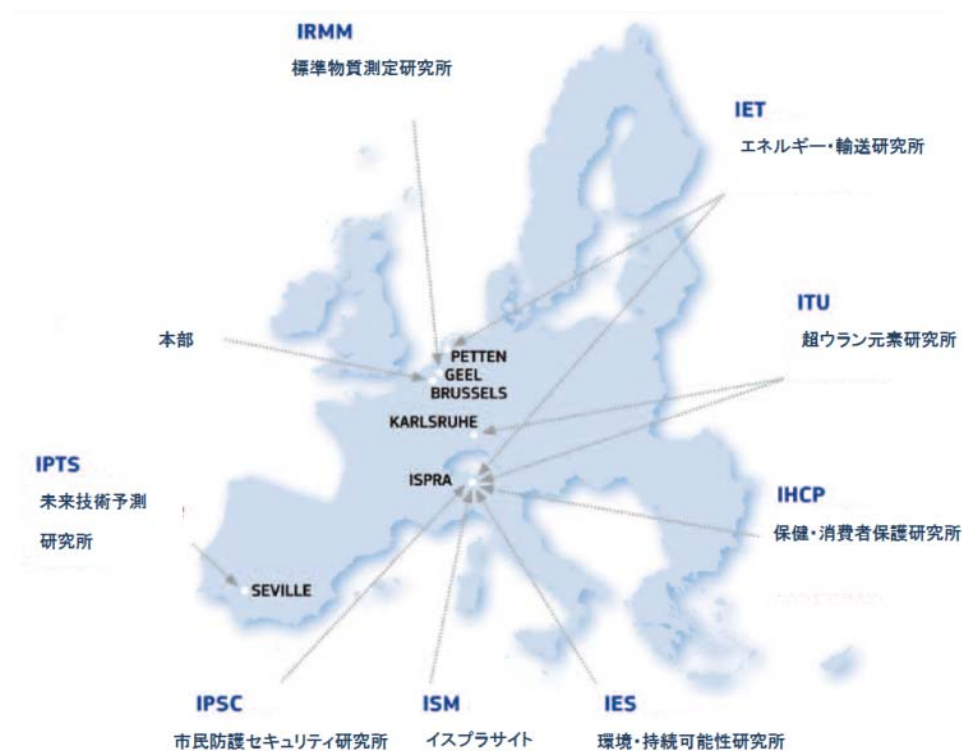 IRMM
標準物質測定研究所
IET
エネルギー・輸送研究所
ITU
超ウラン元素研究所
本部
PETTEN
GEEL
BRUSSELS
KARLSRUHE
ISPRA
IPTS
未来技術予測
研究所
IHCP
保健・消費者保護研究所
SEVILLE
IPSC
市民防護セキュリティ研究所
ISM
イスプラサイト
IES
環境・持続可能性研究所